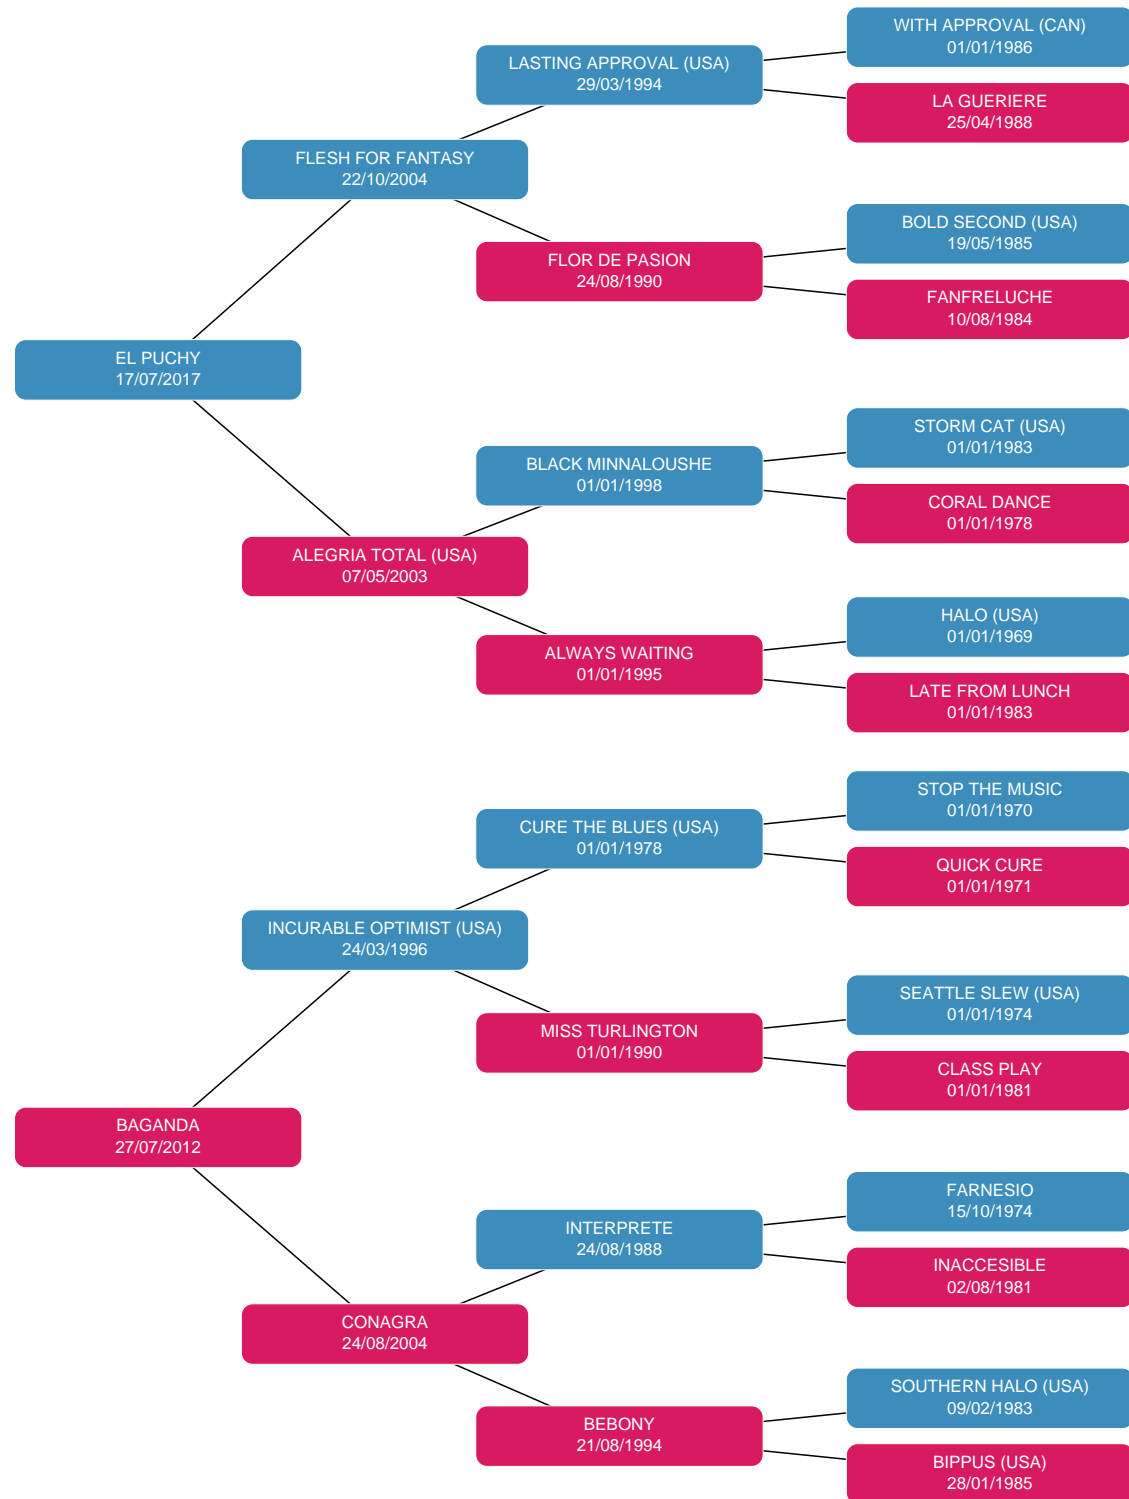 WITH APPROVAL (CAN)
01/01/1986
LASTING APPROVAL (USA)
29/03/1994
LA GUERIERE
25/04/1988
FLESH FOR FANTASY
22/10/2004
BOLD SECOND (USA)
19/05/1985
FLOR DE PASION
24/08/1990
FANFRELUCHE
10/08/1984
EL PUCHY
17/07/2017
STORM CAT (USA)
01/01/1983
BLACK MINNALOUSHE
01/01/1998
CORAL DANCE
01/01/1978
ALEGRIA TOTAL (USA)
07/05/2003
HALO (USA)
01/01/1969
ALWAYS WAITING
01/01/1995
LATE FROM LUNCH
01/01/1983
STOP THE MUSIC
01/01/1970
CURE THE BLUES (USA)
01/01/1978
QUICK CURE
01/01/1971
INCURABLE OPTIMIST (USA)
24/03/1996
SEATTLE SLEW (USA)
01/01/1974
MISS TURLINGTON
01/01/1990
CLASS PLAY
01/01/1981
BAGANDA
27/07/2012
FARNESIO
15/10/1974
INTERPRETE
24/08/1988
INACCESIBLE
02/08/1981
CONAGRA
24/08/2004
SOUTHERN HALO (USA)
09/02/1983
BEBONY
21/08/1994
BIPPUS (USA)
28/01/1985